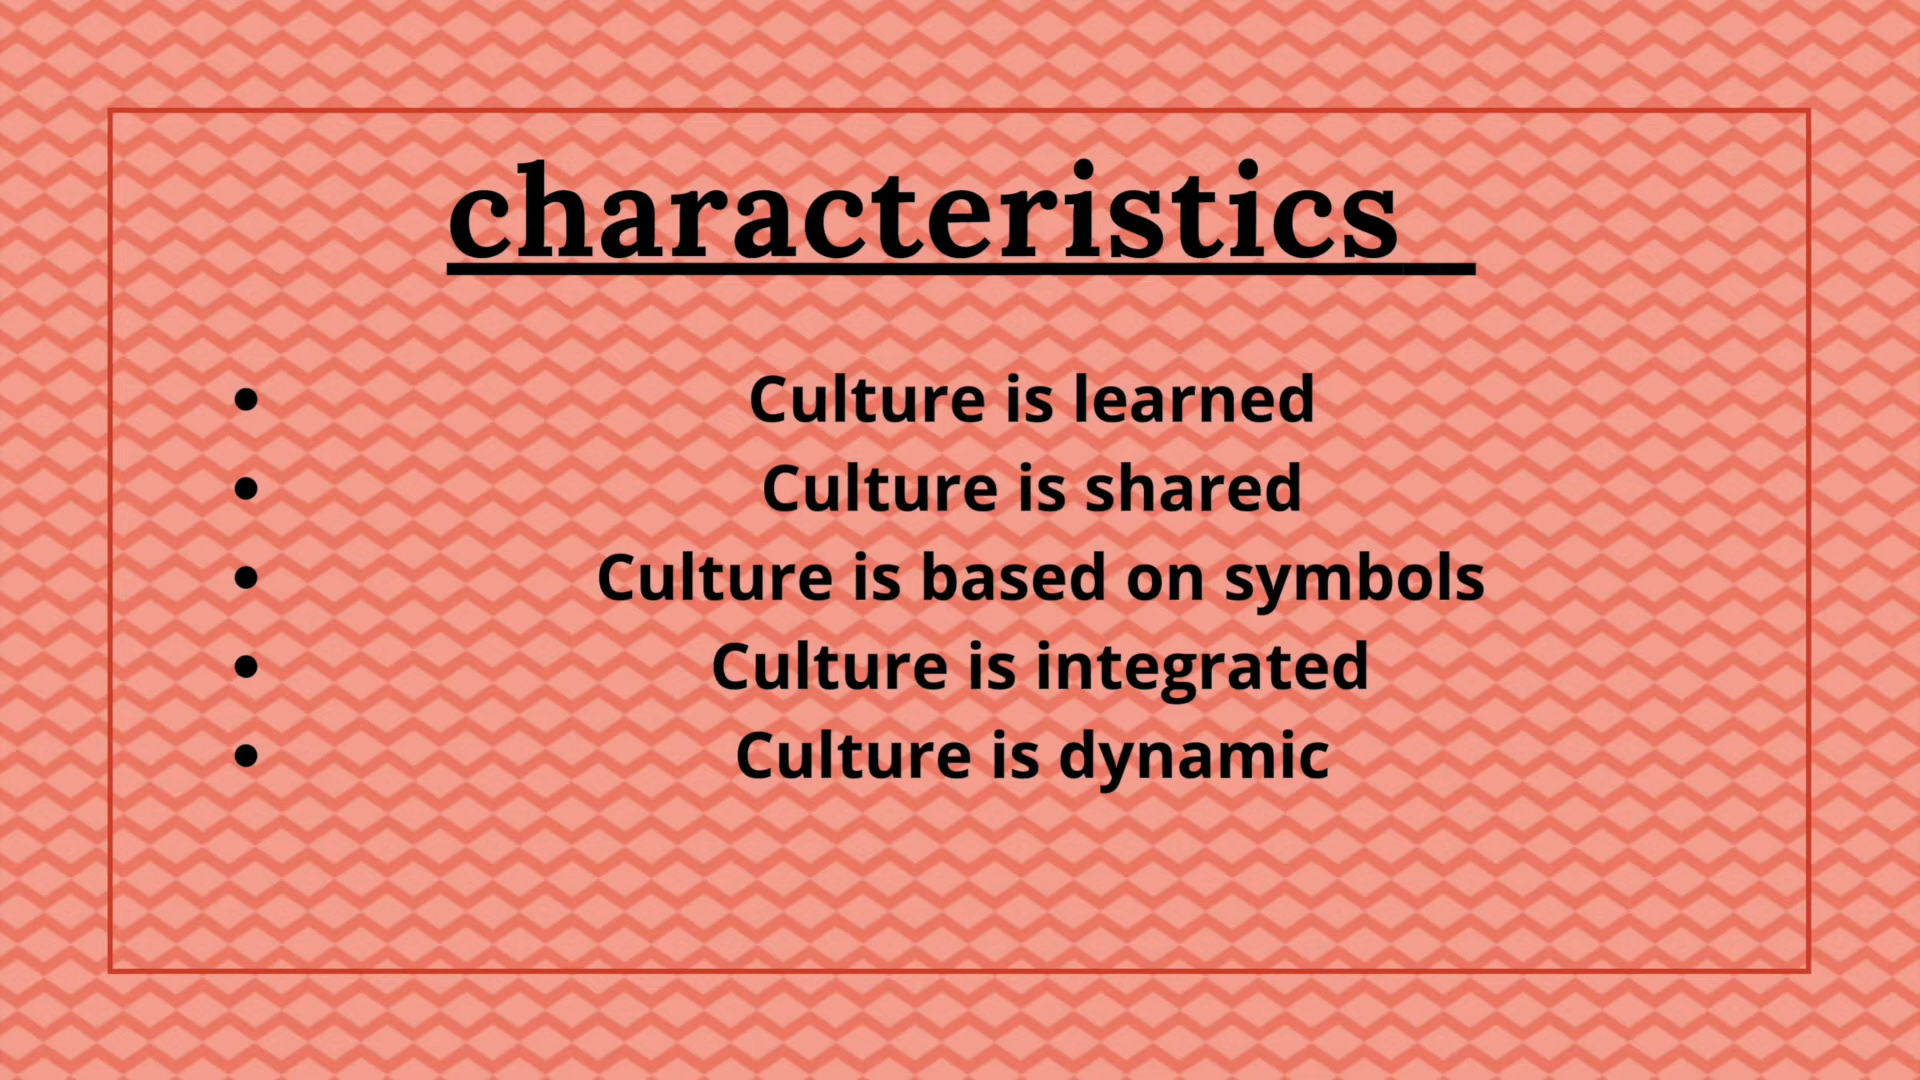 characteristics
• Culture is learned
• Culture is shared
• Culture is based on symbols
• Culture is integrated
• Culture is dynamic